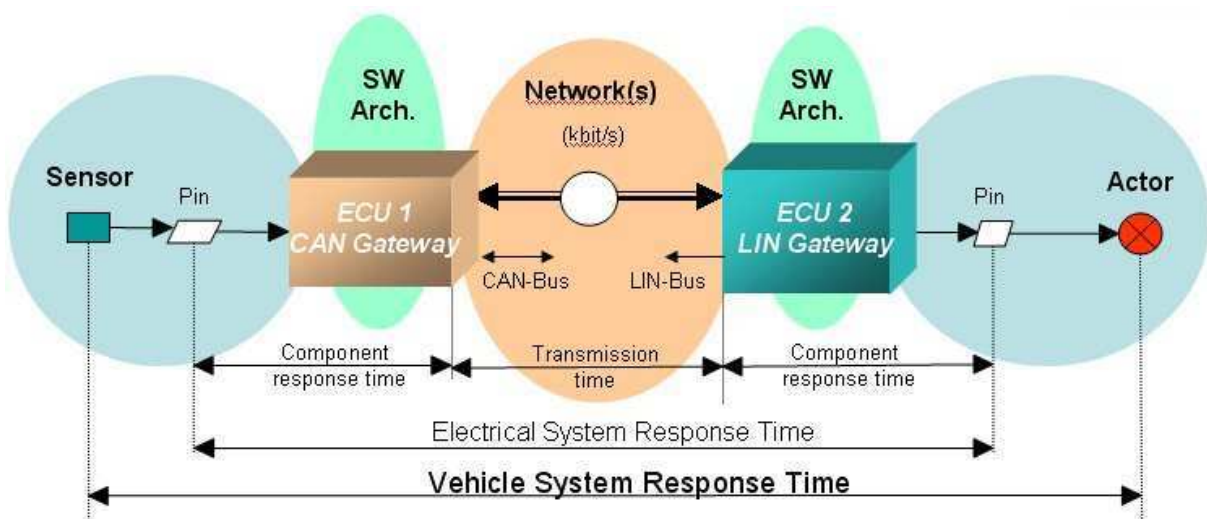 SW
Arch.
Network(s)
(kbit/s)
SW
Arch.
Sensor
Pin
ECU 1
CAN Gateway
ECU 2
LIN Gateway
Pin
Actor
CAN-Bus
LIN-Bus
Component
response time
Transmission
time
Component
response time
Electrical System Response Time
Vehicle System Response Time